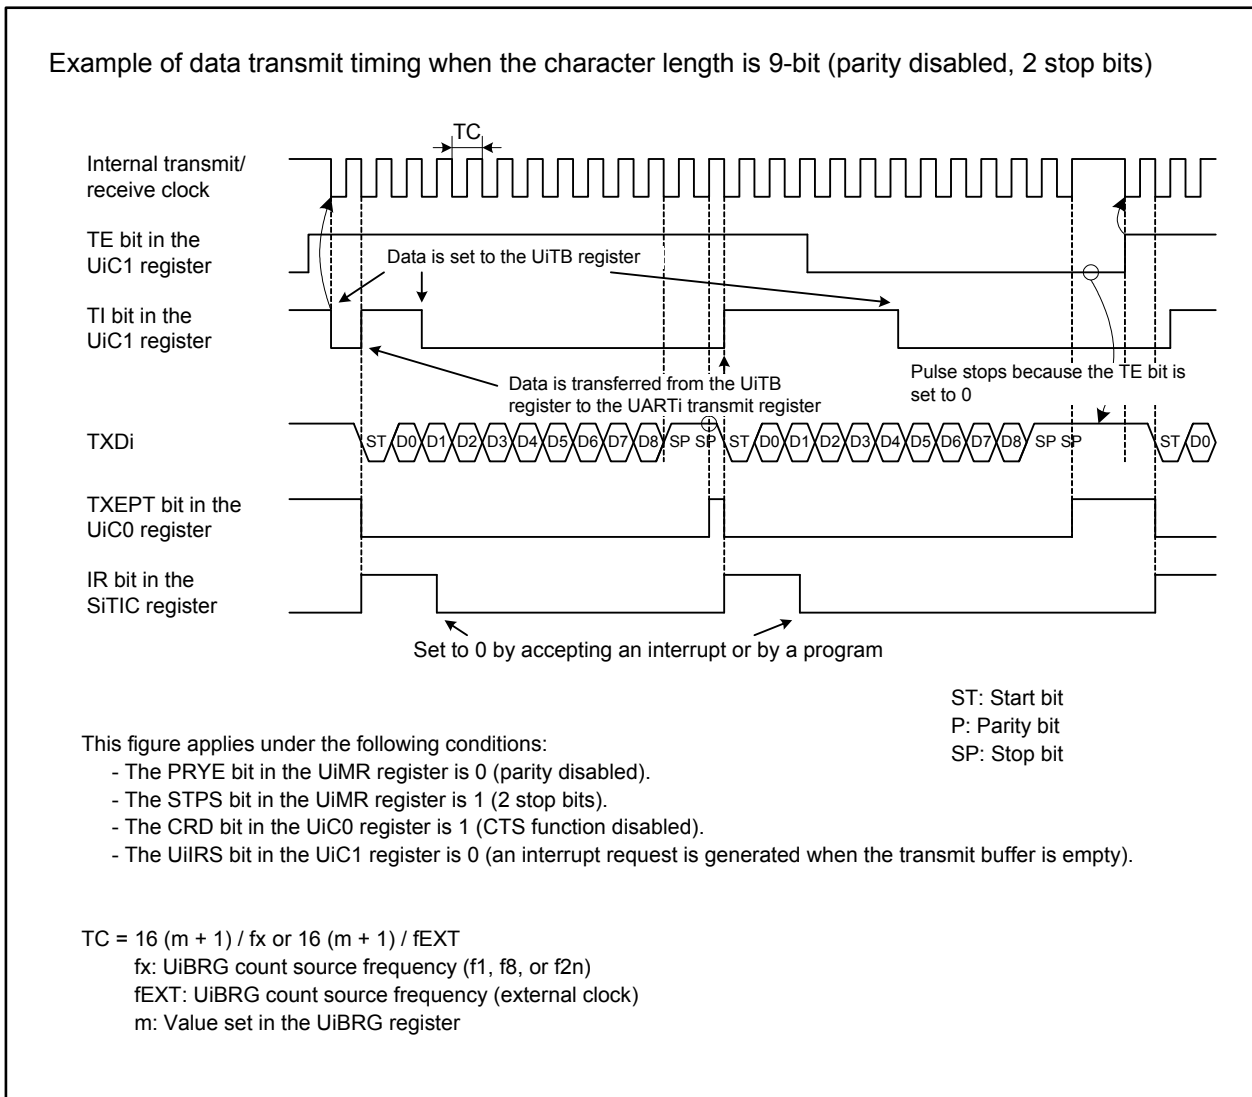 Example of data transmit timing when the character length is 9-bit (parity disabled, 2 stop bits)
TC
Internal transmit/
receive clock
TE bit in the
UiC1 register
Data is set to the UiTB register
TI bit in the
UiC1 register
Pulse stops because the TE bit is
set to 0
Data is transferred from the UiTB
register to the UARTi transmit register
TXDi
ST D0 D1 D2 D3 D4 D5 D6 D7 D8 SP SP ST D0 D1 D2 D3 D4 D5 D6 D7 D8 SP SP ST D0
TXEPT bit in the
UiC0 register
IR bit in the
SiTIC register
Set to 0 by accepting an interrupt or by a program
ST: Start bit
P: Parity bit
SP: Stop bit
This figure applies under the following conditions:
- The PRYE bit in the UiMR register is 0 (parity disabled).
- The STPS bit in the UiMR register is 1 (2 stop bits).
- The CRD bit in the UiC0 register is 1 (CTS function disabled).
- The UiIRS bit in the UiC1 register is 0 (an interrupt request is generated when the transmit buffer is empty).
TC = 16 (m + 1) / fx or 16 (m + 1) / fEXT
fx: UiBRG count source frequency (f1, f8, or f2n)
fEXT: UiBRG count source frequency (external clock)
m: Value set in the UiBRG register